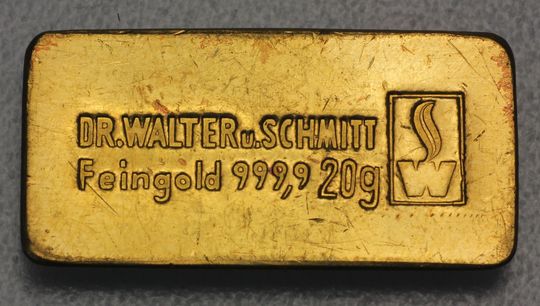 DR.WALTER u.SCHMITT
Feingold 999,9 20g
W